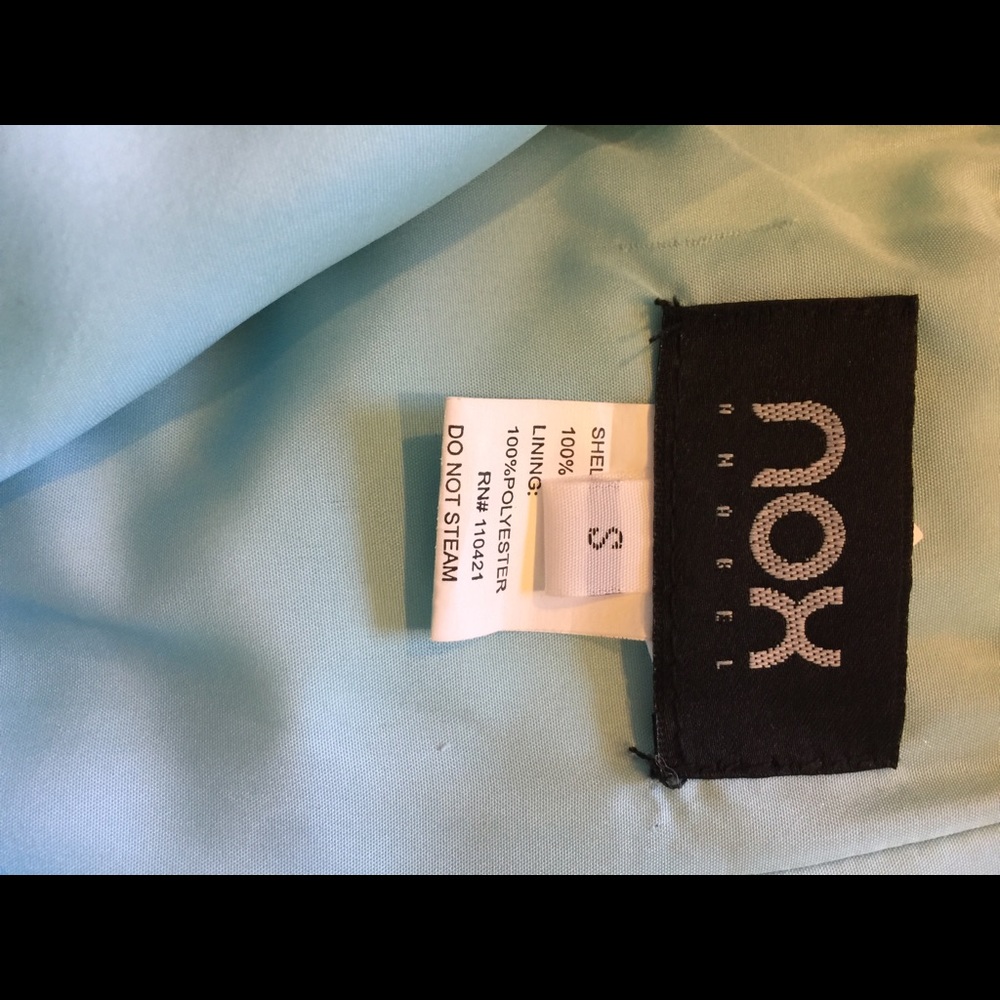 nox
ANABEL
S
SHEL
100%
LINING:
100%POLYESTER
RN# 110421
DO NOT STEAM